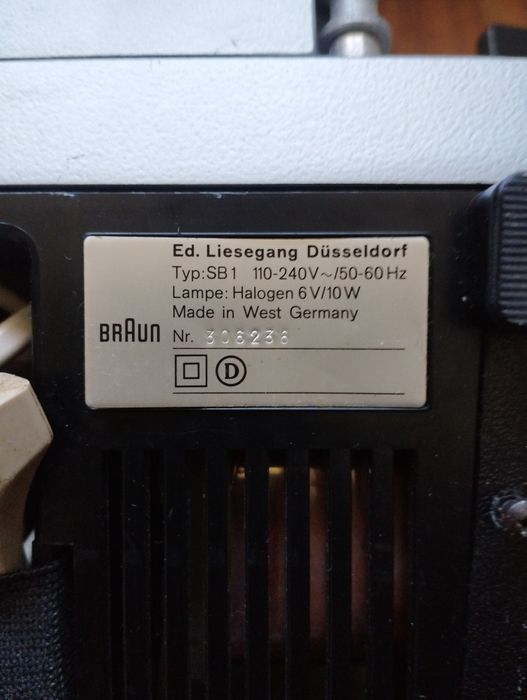 Ed. Liesegang Düsseldorf
Typ:SB1 110-240V~/50-60Hz
Lampe: Halogen 6V/10W
Made in West Germany
BRAUN Nr. 306236
D